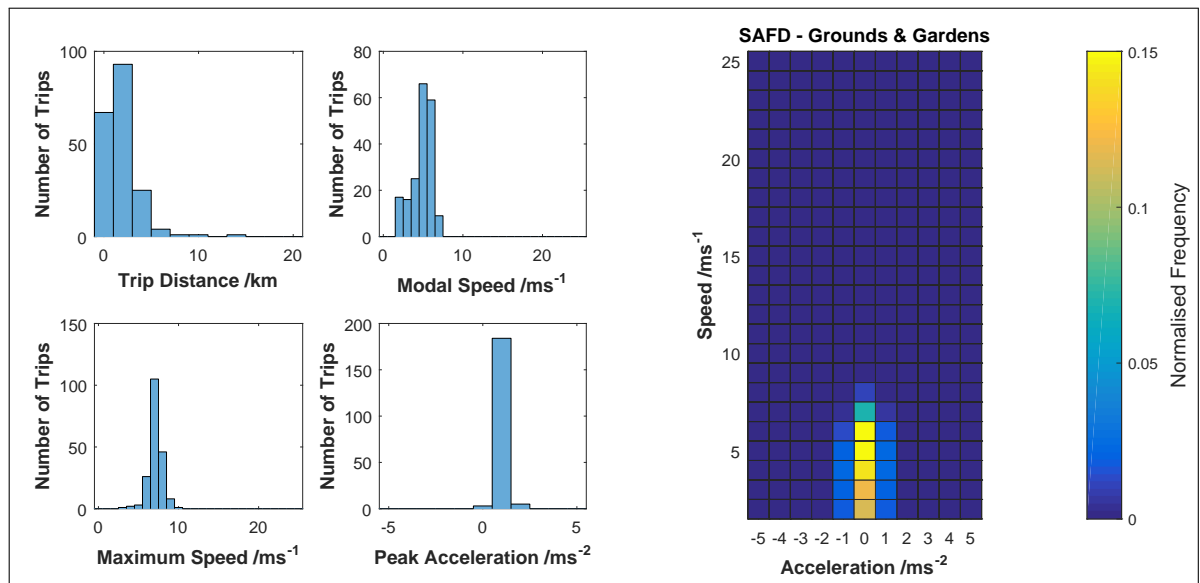 100
50
0
Number of Trips
0 10 20
Trip Distance /km
80
60
40
20
0
Number of Trips
0 10 20
Modal Speed /ms-1
150
100
50
0
Number of Trips
0 10 20
Maximum Speed /ms-1
200
150
100
50
0
Number of Trips
-5 0 5
Peak Acceleration /ms-2
SAFD - Grounds & Gardens
25
20
15
10
5
Speed /ms-1
-5 -4 -3 -2 -1 0 1 2 3 4 5
Acceleration /ms-2
0.15
0.1
0.05
0
Normalised Frequency